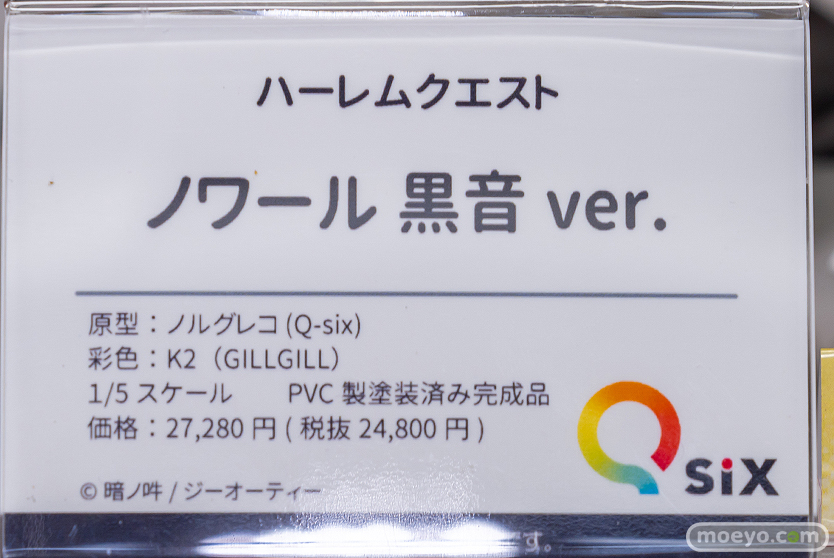 ハーレムクエスト
ノワール 黒音 ver.
原型：ノルグレコ (Q-six)
彩色：K2（GILLGILL）
1/5 スケール　　PVC 製塗装済み完成品
価格：27,280 円 ( 税抜 24,800 円 )
© 暗ノ吽 / ジーオーティー
Q siX
す。
moeyo.com